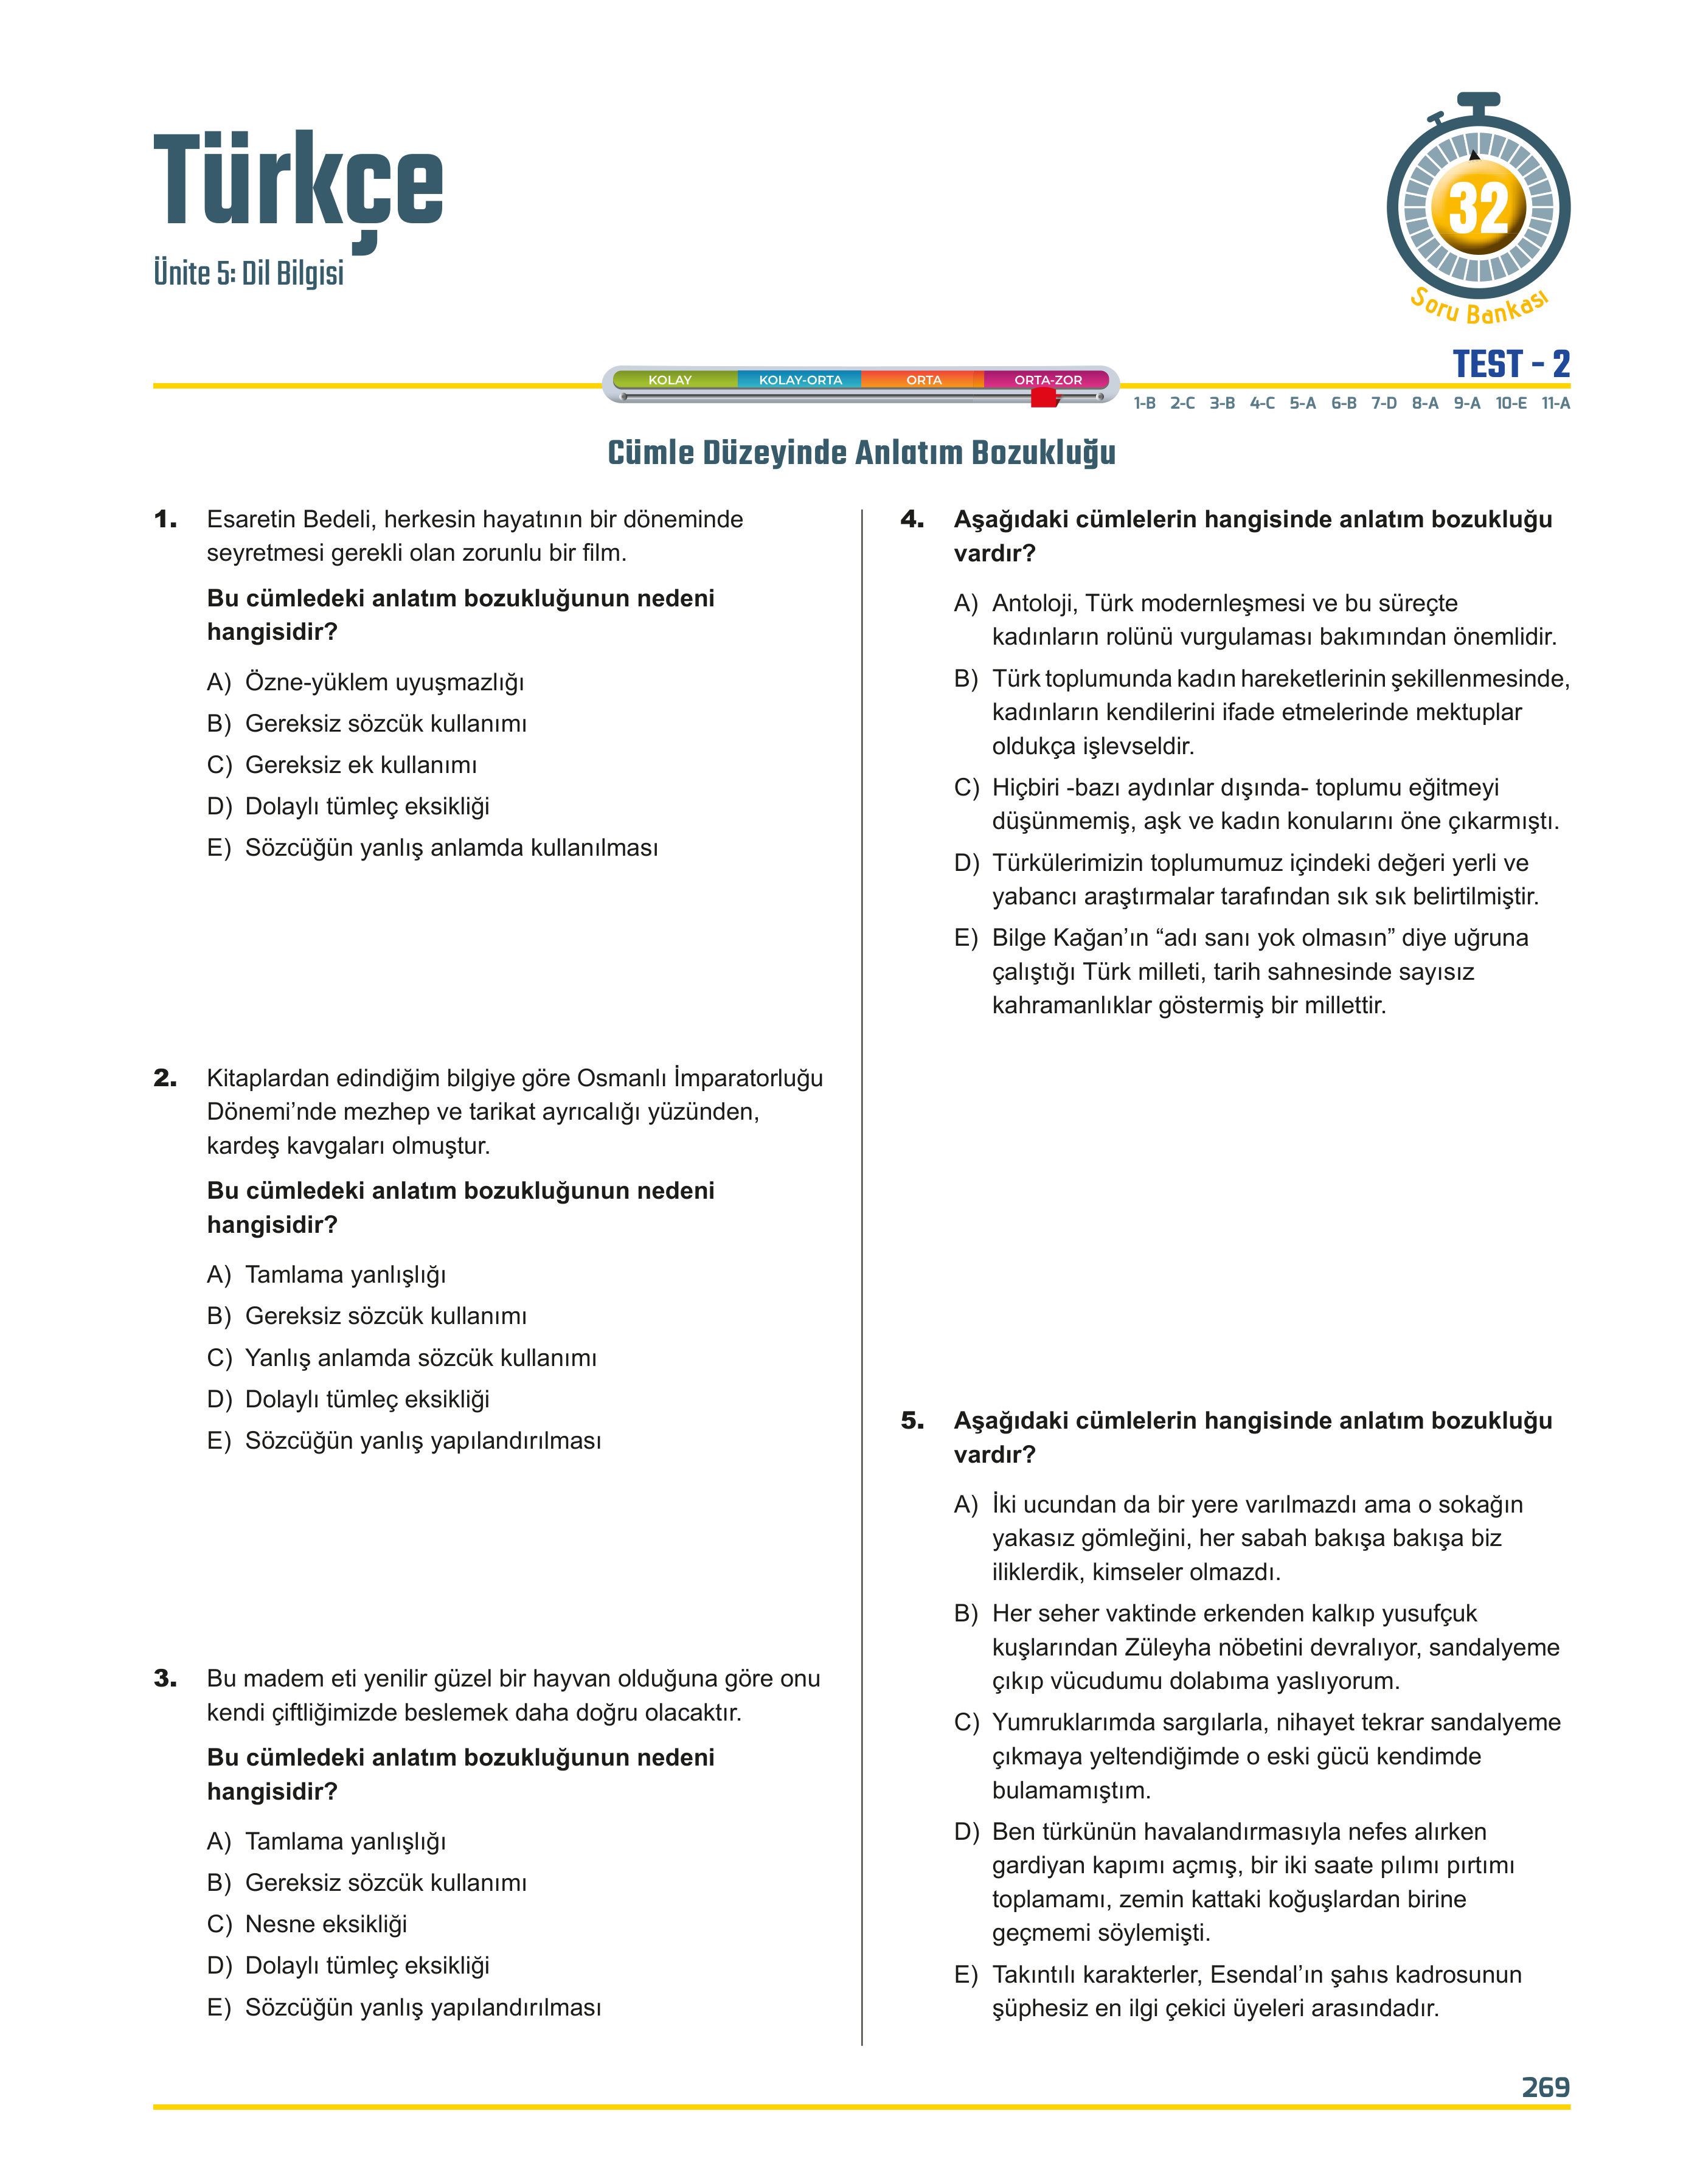 Türkçe
Ünite 5: Dil Bilgisi
32
Soru Bankası
TEST - 2
KOLAY KOLAY-ORTA ORTA ORTA-ZOR
1-B 2-C 3-B 4-C 5-A 6-B 7-D 8-A 9-A 10-E 11-A
Cümle Düzeyinde Anlatım Bozukluğu
1. Esaretin Bedeli, herkesin hayatının bir döneminde
seyretmesi gerekli olan zorunlu bir film.
Bu cümledeki anlatım bozukluğunun nedeni
hangisidir?
A) Özne-yüklem uyuşmazlığı
B) Gereksiz sözcük kullanımı
C) Gereksiz ek kullanımı
D) Dolaylı tümleç eksikliği
E) Sözcüğün yanlış anlamda kullanılması
2. Kitaplardan edindiğim bilgiye göre Osmanlı İmparatorluğu
Dönemi’nde mezhep ve tarikat ayrıcalığı yüzünden,
kardeş kavgaları olmuştur.
Bu cümledeki anlatım bozukluğunun nedeni
hangisidir?
A) Tamlama yanlışlığı
B) Gereksiz sözcük kullanımı
C) Yanlış anlamda sözcük kullanımı
D) Dolaylı tümleç eksikliği
E) Sözcüğün yanlış yapılandırılması
3. Bu madem eti yenilir güzel bir hayvan olduğuna göre onu
kendi çiftliğimizde beslemek daha doğru olacaktır.
Bu cümledeki anlatım bozukluğunun nedeni
hangisidir?
A) Tamlama yanlışlığı
B) Gereksiz sözcük kullanımı
C) Nesne eksikliği
D) Dolaylı tümleç eksikliği
E) Sözcüğün yanlış yapılandırılması
4. Aşağıdaki cümlelerin hangisinde anlatım bozukluğu
vardır?
A) Antoloji, Türk modernleşmesi ve bu süreçte
kadınların rolünü vurgulaması bakımından önemlidir.
B) Türk toplumunda kadın hareketlerinin şekillenmesinde,
kadınların kendilerini ifade etmelerinde mektuplar
oldukça işlevseldir.
C) Hiçbiri -bazı aydınlar dışında- toplumu eğitmeyi
düşünmemiş, aşk ve kadın konularını öne çıkarmıştı.
D) Türkülerimizin toplumumuz içindeki değeri yerli ve
yabancı araştırmalar tarafından sık sık belirtilmiştir.
E) Bilge Kağan’ın “adı sanı yok olmasın” diye uğruna
çalıştığı Türk milleti, tarih sahnesinde sayısız
kahramanlıklar göstermiş bir millettir.
5. Aşağıdaki cümlelerin hangisinde anlatım bozukluğu
vardır?
A) İki ucundan da bir yere varılmazdı ama o sokağın
yakasız gömleğini, her sabah bakışa bakışa biz
iliklerdik, kimseler olmazdı.
B) Her seher vaktinde erkenden kalkıp yusufçuk
kuşlarından Züleyha nöbetini devralıyor, sandalyeme
çıkıp vücudumu dolabıma yaslıyorum.
C) Yumruklarımda sargılarla, nihayet tekrar sandalyeme
çıkmaya yeltendiğimde o eski gücü kendimde
bulamamıştım.
D) Ben türkünün havalandırmasıyla nefes alırken
gardiyan kapımı açmış, bir iki saate pılımı pırtımı
toplamamı, zemin kattaki koğuşlardan birine
geçmemi söylemişti.
E) Takıntılı karakterler, Esendal’ın şahıs kadrosunun
şüphesiz en ilgi çekici üyeleri arasındadır.
269